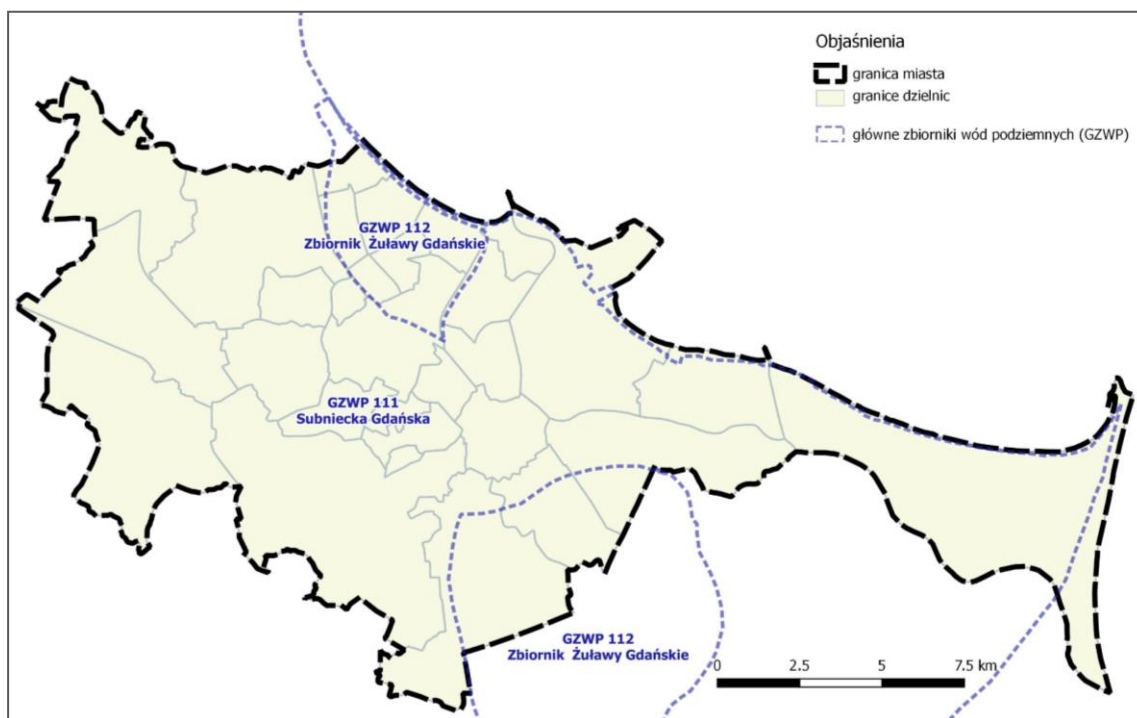 Objaśnienia
granica miasta
granice dzielnic
główne zbiorniki wód podziemnych (GZWP)
GZWP 112
Zbiornik Żuławy Gdańskie
GZWP 111
Subniecka Gdańska
GZWP 112
Zbiornik Żuławy Gdańskie
0 2.5 5 7.5 km